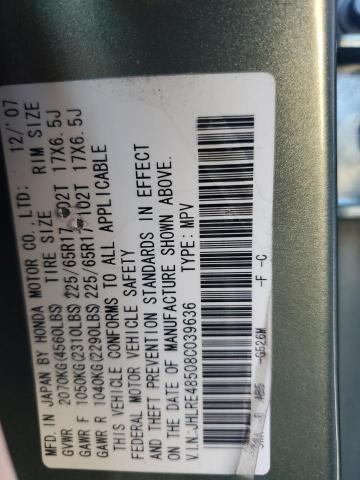 MFD. IN JAPAN BY HONDA MOTOR CO., LTD: 12/'07
TIRE SIZE RIM SIZE
GVWR 2070KG(4560LBS)
GAWR F 1050KG(2310LBS) 225/65R17 102T 17X6.5J
GAWR R 1040KG(2290LBS) 225/65R17 102T 17X6.5J
THIS VEHICLE CONFORMS TO ALL APPLICABLE
FEDERAL MOTOR VEHICLE SAFETY
AND THEFT PREVENTION STANDARDS IN EFFECT
ON THE DATE OF MANUFACTURE SHOWN ABOVE.
V.I.N:JHLRE48508C039636 TYPE: MPV
-G526M -F -C